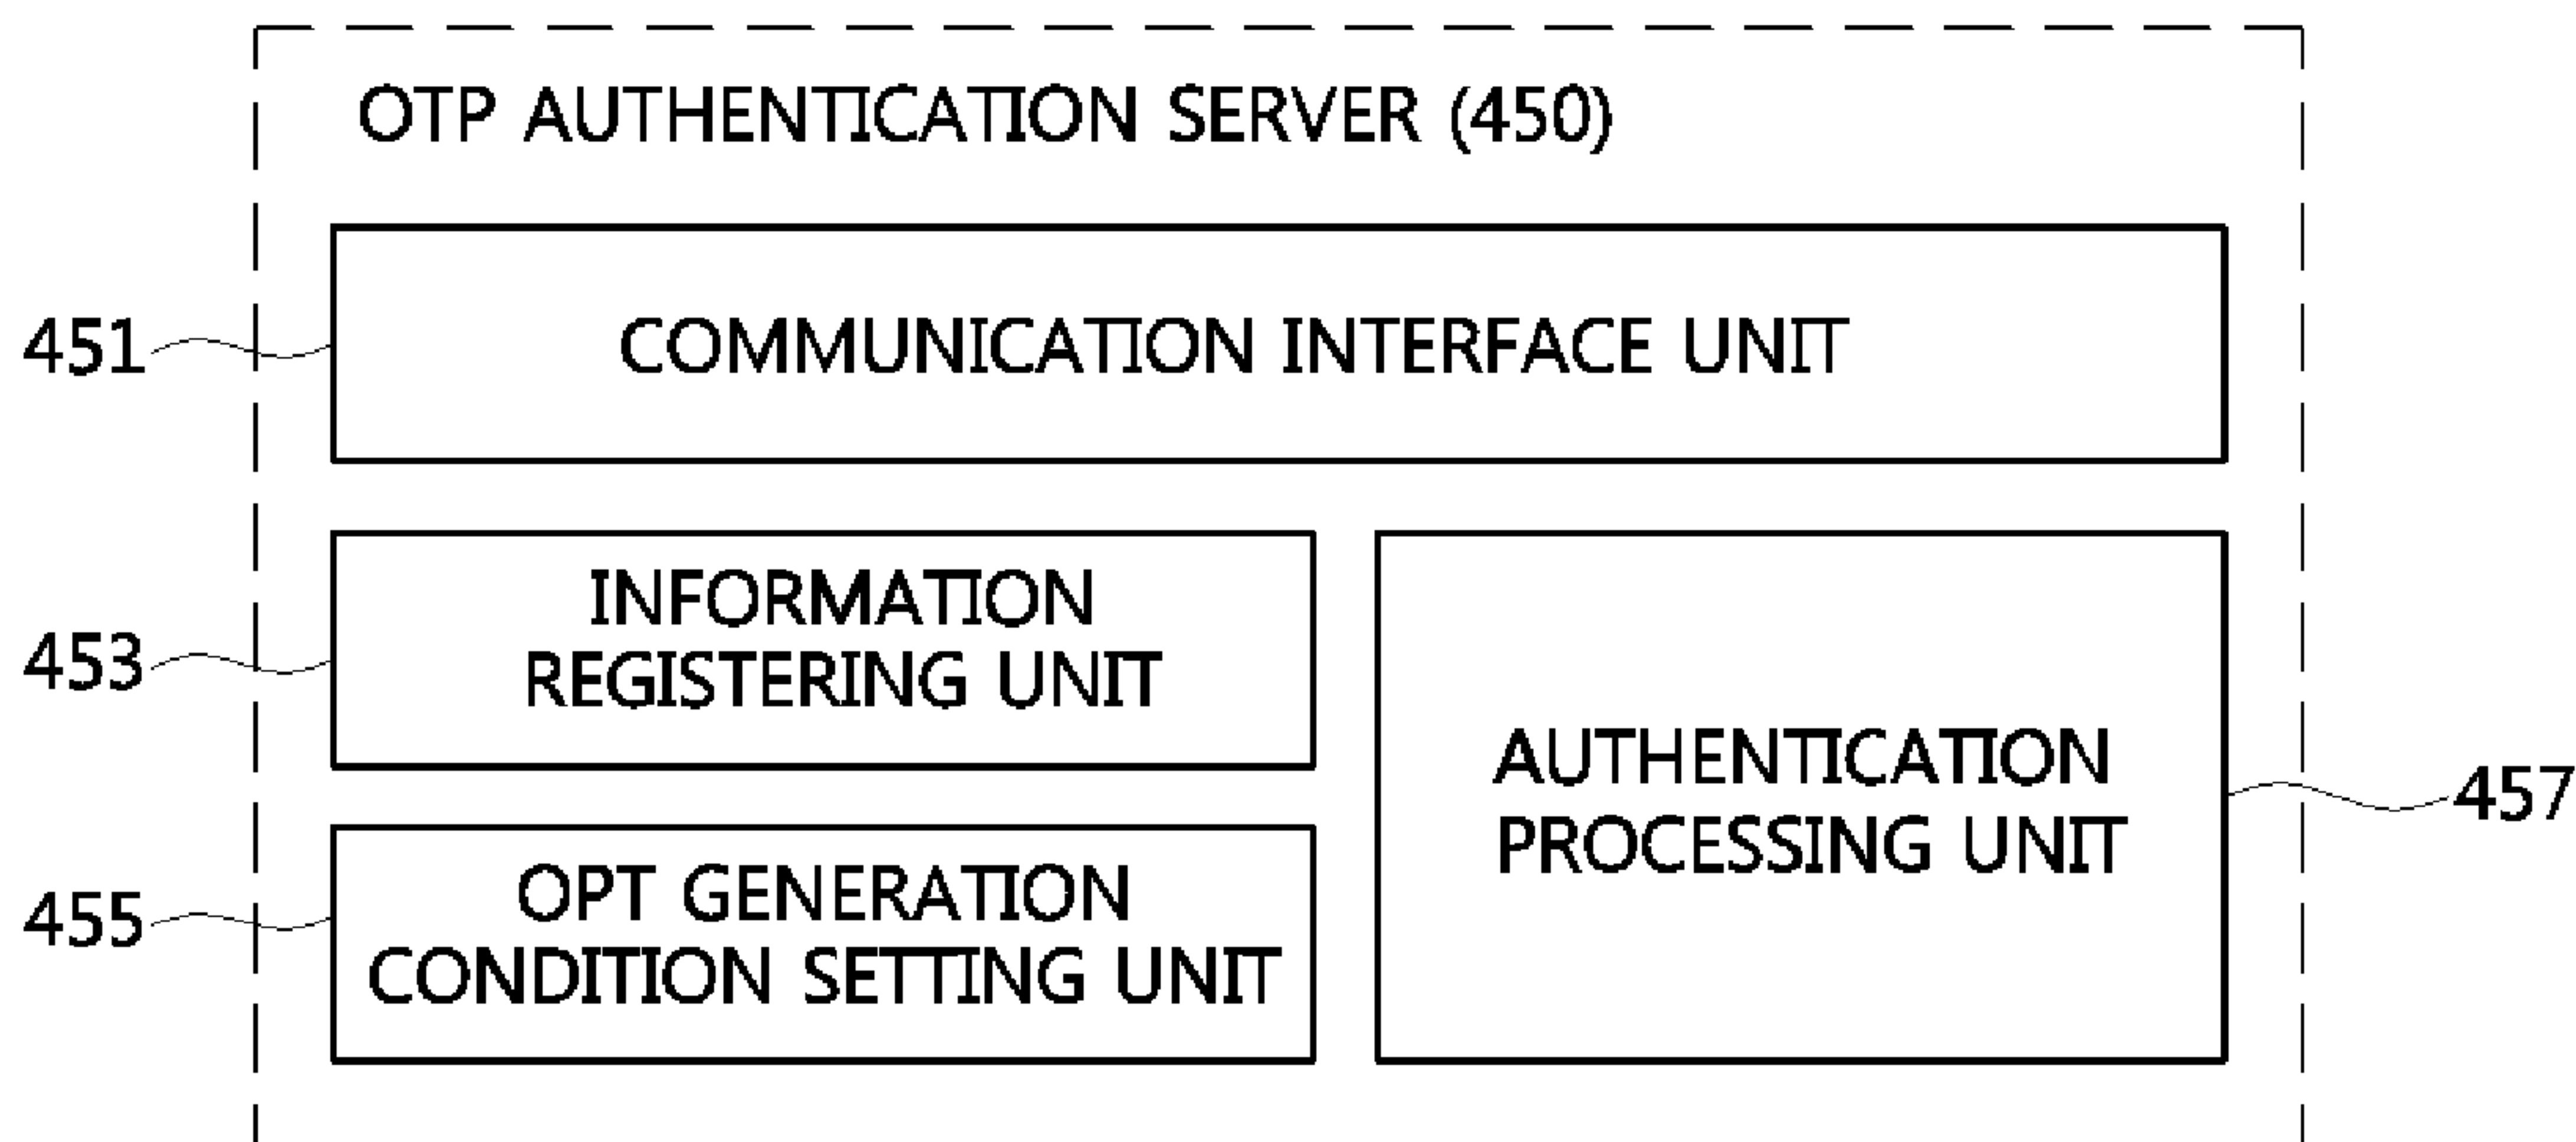 OTP AUTHENTICATION SERVER (450)
451
COMMUNICATION INTERFACE UNIT
453
INFORMATION
REGISTERING UNIT
AUTHENTICATION
PROCESSING UNIT
457
455
OPT GENERATION
CONDITION SETTING UNIT